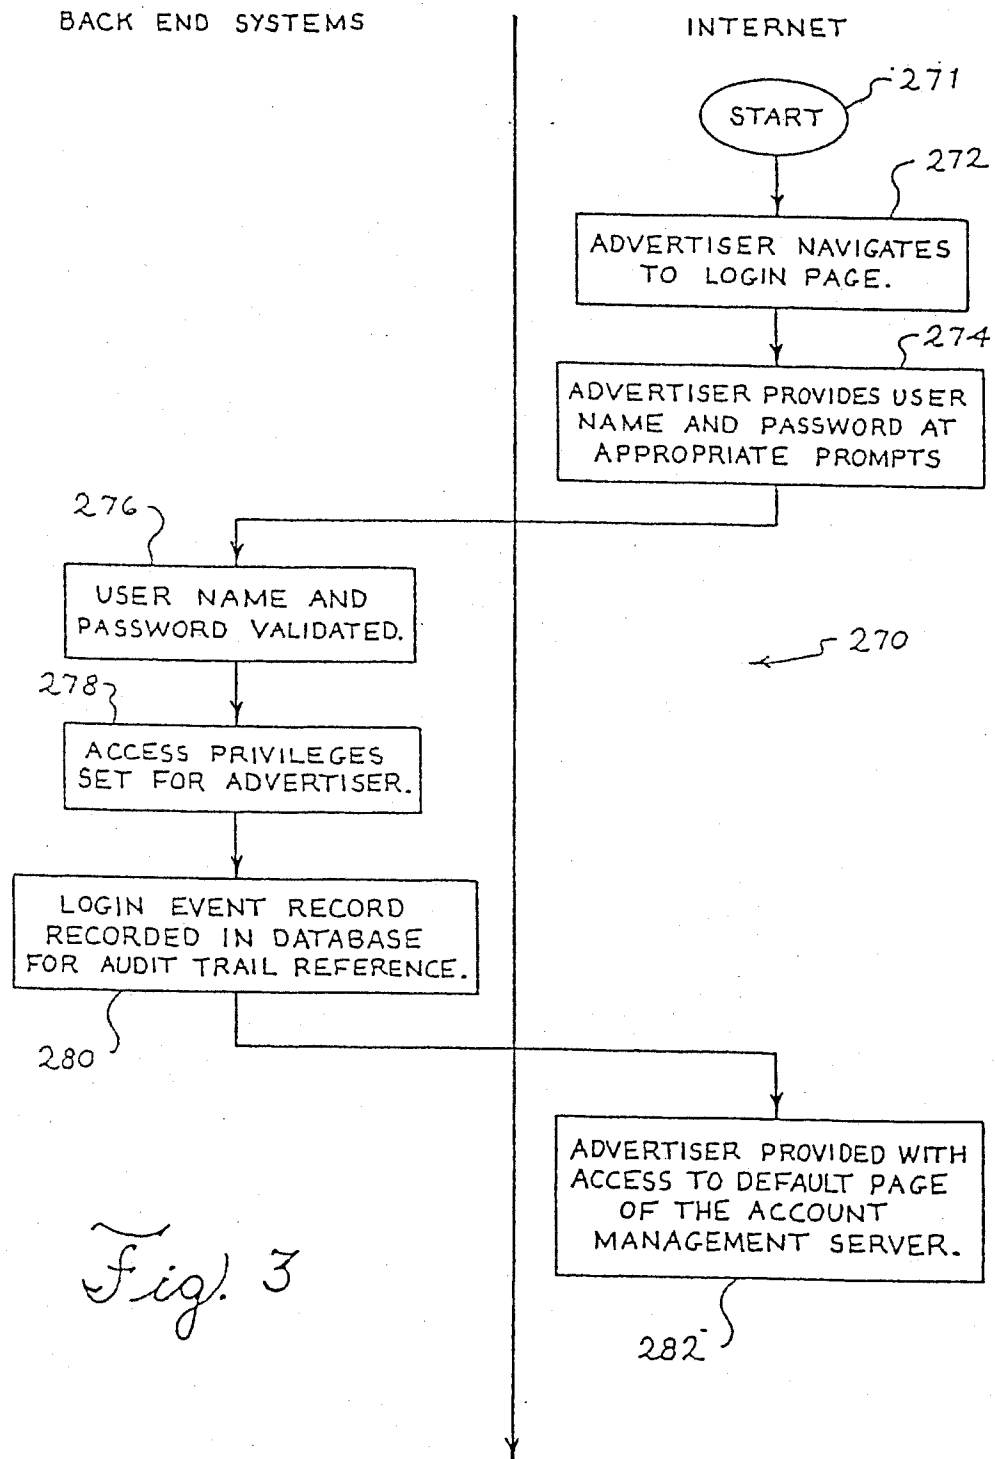 BACK END SYSTEMS
INTERNET
271
START
272
ADVERTISER NAVIGATES
TO LOGIN PAGE.
274
ADVERTISER PROVIDES USER
NAME AND PASSWORD AT
APPROPRIATE PROMPTS
276
USER NAME AND
PASSWORD VALIDATED.
270
278
ACCESS PRIVILEGES
SET FOR ADVERTISER.
LOGIN EVENT RECORD
RECORDED IN DATABASE
FOR AUDIT TRAIL REFERENCE.
280
ADVERTISER PROVIDED WITH
ACCESS TO DEFAULT PAGE
OF THE ACCOUNT
MANAGEMENT SERVER.
282
Fig. 3